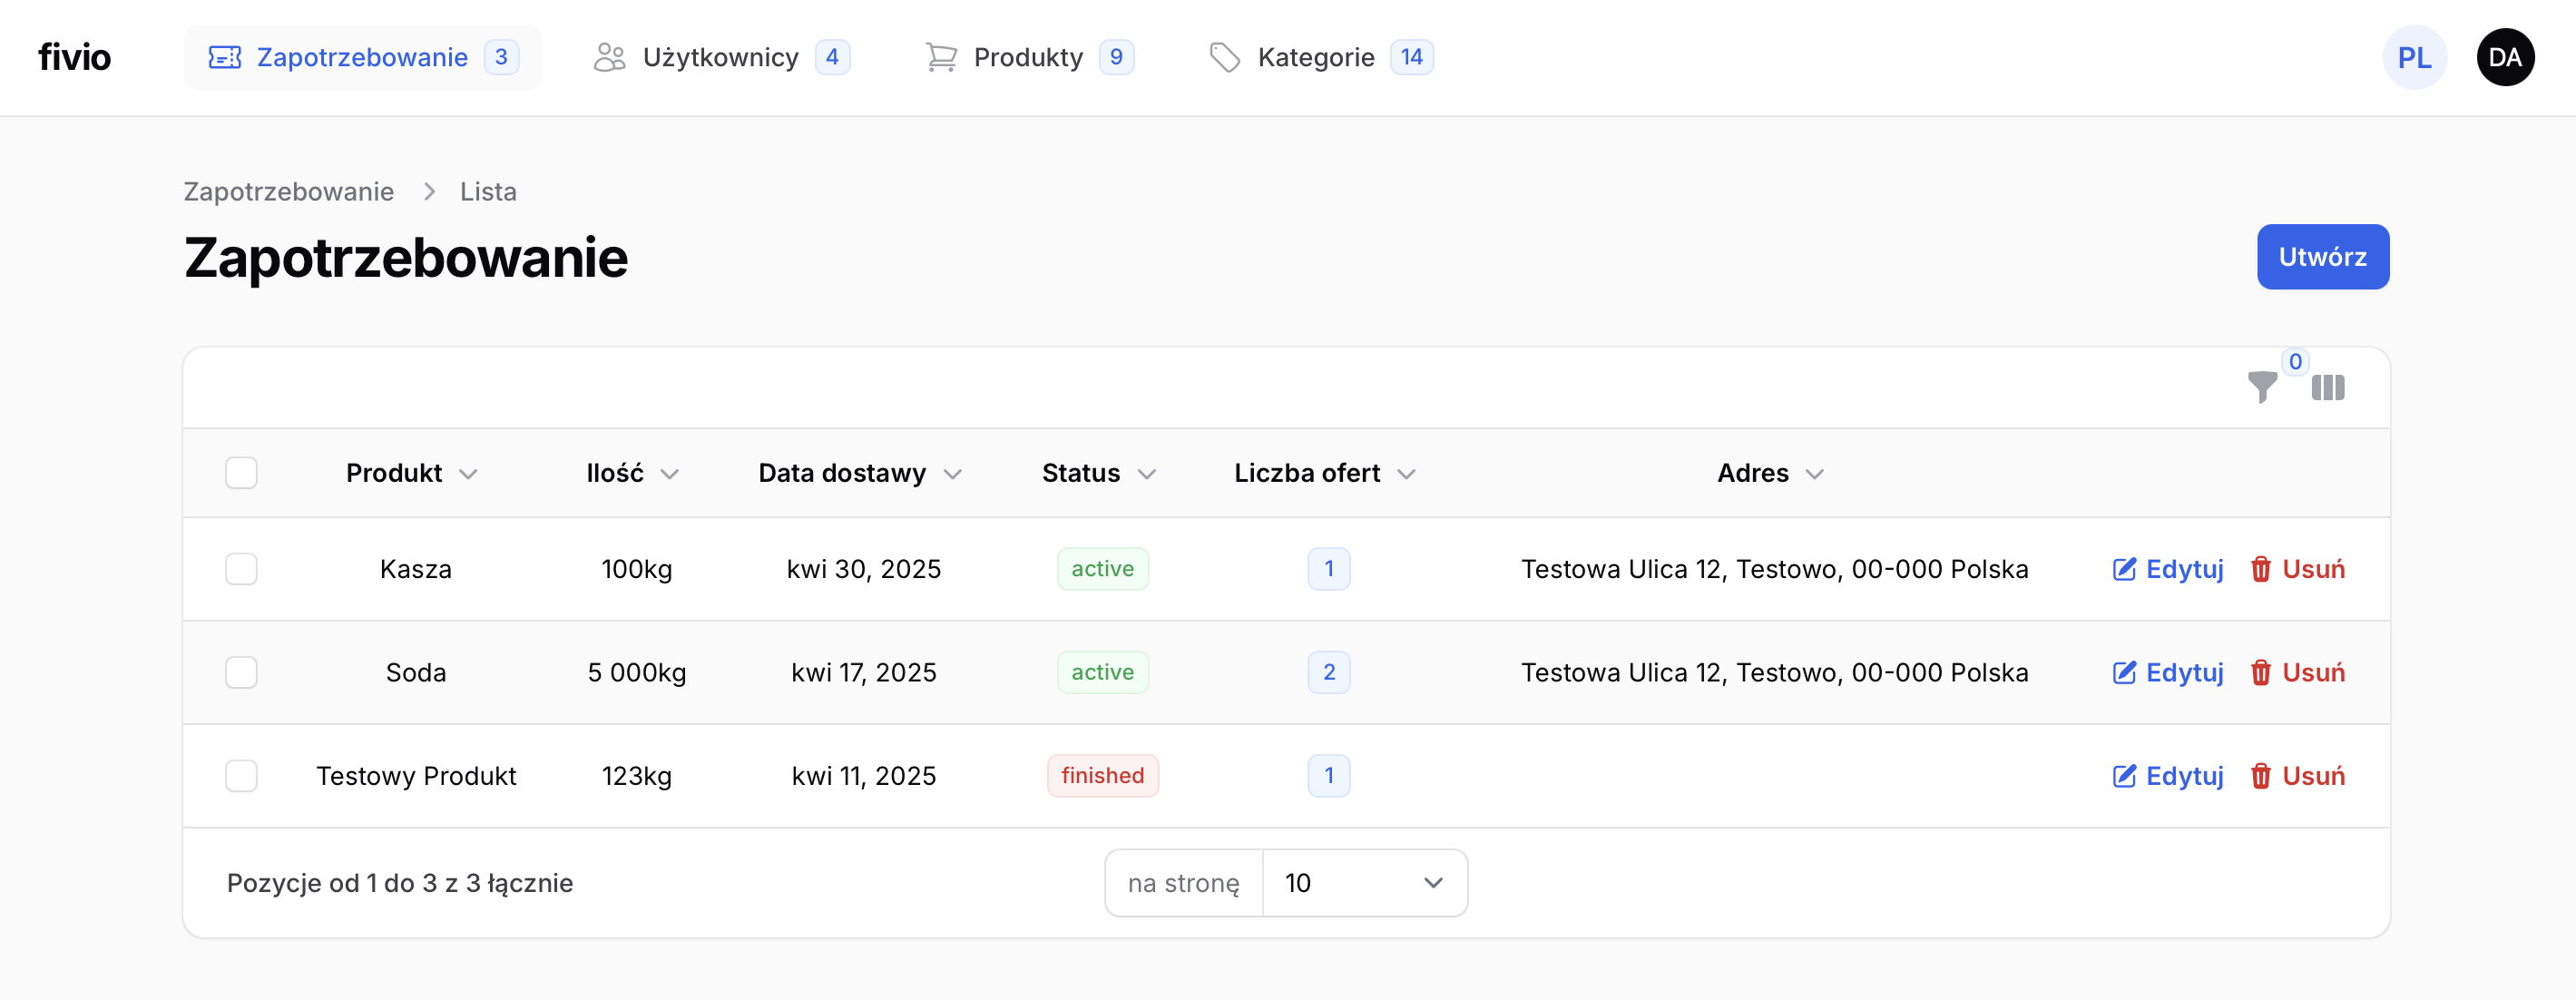 fivio Zapotrzebowanie 3 Użytkownicy 4 Produkty 9 Kategorie 14 PL DA
Zapotrzebowanie Lista
Zapotrzebowanie Utwórz
0
Produkt Ilość Data dostawy Status Liczba ofert Adres
Kasza 100kg kwi 30, 2025 active 1 Testowa Ulica 12, Testowo, 00-000 Polska Edytuj Usuń
Soda 5 000kg kwi 17, 2025 active 2 Testowa Ulica 12, Testowo, 00-000 Polska Edytuj Usuń
Testowy Produkt 123kg kwi 11, 2025 finished 1 Edytuj Usuń
Pozycje od 1 do 3 z 3 łącznie na stronę 10